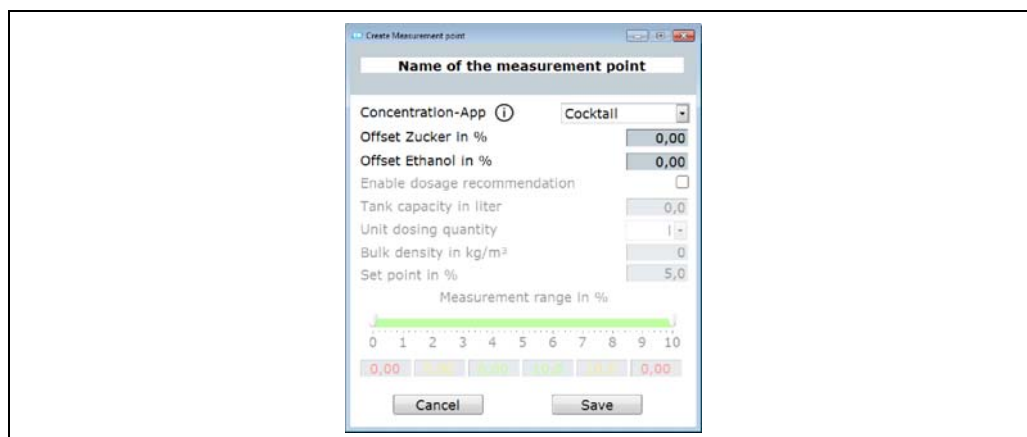 Create Measurement point
Name of the measurement point
Concentration-App i Cocktail
Offset Zucker in % 0,00
Offset Ethanol in % 0,00
Enable dosage recommendation
Tank capacity in liter 0,0
Unit dosing quantity l
Bulk density in kg/m³ 0
Set point in % 5,0
Measurement range in %
0 1 2 3 4 5 6 7 8 9 10
0,00 0,00
Cancel Save